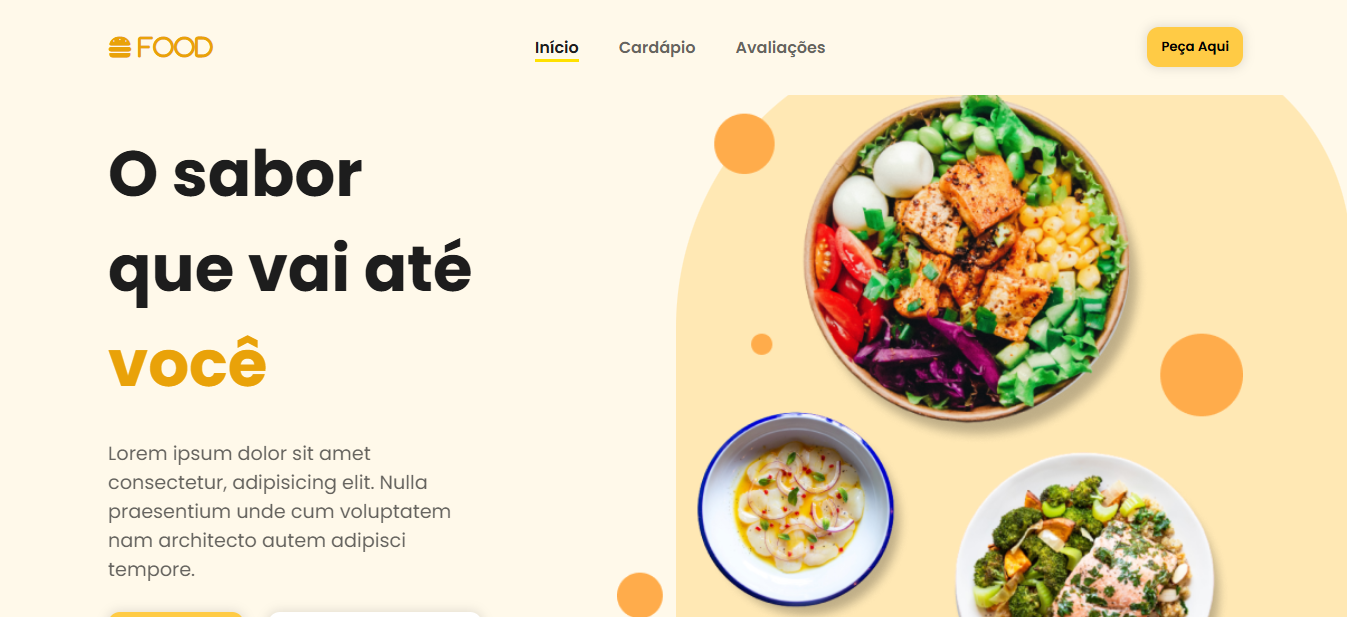 FOOD
Início
Cardápio
Avaliações
Peça Aqui
O sabor
que vai até
você
Lorem ipsum dolor sit amet
consectetur, adipisicing elit. Nulla
praesentium unde cum voluptatem
nam architecto autem adipisci
tempore.